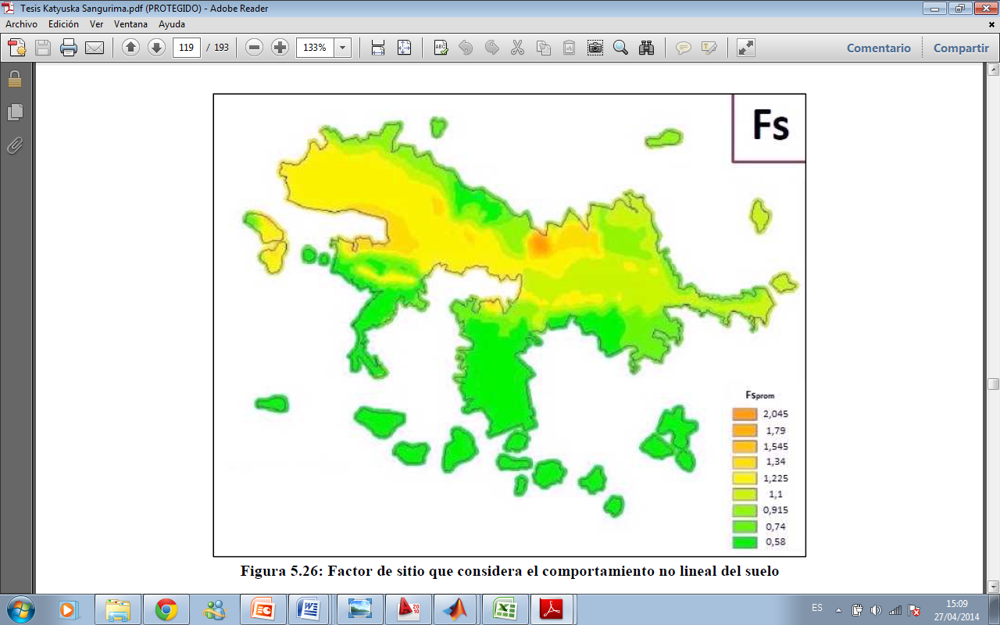 Tesis Katyuska Sangurima.pdf (PROTEGIDO) - Adobe Reader
Archivo Edición Ver Ventana Ayuda
119 / 193 133% Comentario Compartir
Fs
Fsprom
2,045
1,79
1,545
1,34
1,225
1,1
0,915
0,74
0,58
Figura 5.26: Factor de sitio que considera el comportamiento no lineal del suelo
ES
15:09
27/04/2014